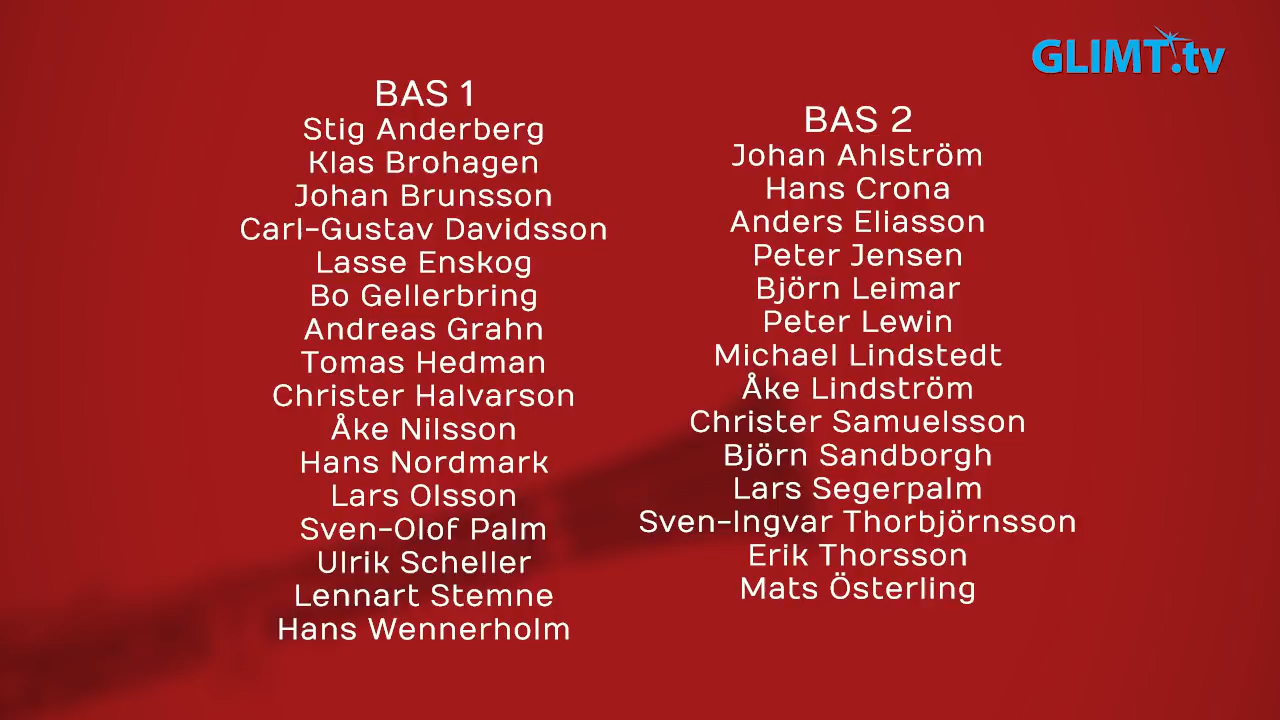 GLIMT.tv
BAS 1
Stig Anderberg
Klas Brohagen
Johan Brunsson
Carl-Gustav Davidsson
Lasse Enskog
Bo Gellerbring
Andreas Grahn
Tomas Hedman
Christer Halvarson
Åke Nilsson
Hans Nordmark
Lars Olsson
Sven-Olof Palm
Ulrik Scheller
Lennart Stemne
Hans Wennerholm
BAS 2
Johan Ahlström
Hans Crona
Anders Eliasson
Peter Jensen
Björn Leimar
Peter Lewin
Michael Lindstedt
Åke Lindström
Christer Samuelsson
Björn Sandborgh
Lars Segerpalm
Sven-Ingvar Thorbjörnsson
Erik Thorsson
Mats Österling